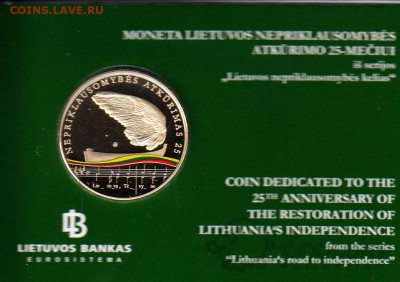 COINS.ЛАVE.RU
MONETA LIETUVOS NEPRIKLAUSOMYBĖS
ATKŪRIMO 25-MEČIUI
iš serijos
„Lietuvos nepriklausomybės kelias“
NEPRIKLAUSOMYBĖS ATKŪRIMAS 25
COIN DEDICATED TO THE
25TH ANNIVERSARY OF
THE RESTORATION OF
LITHUANIA'S INDEPENDENCE
from the series
“Lithuania's road to independence”
LIETUVOS BANKAS
EUROSISTEMA